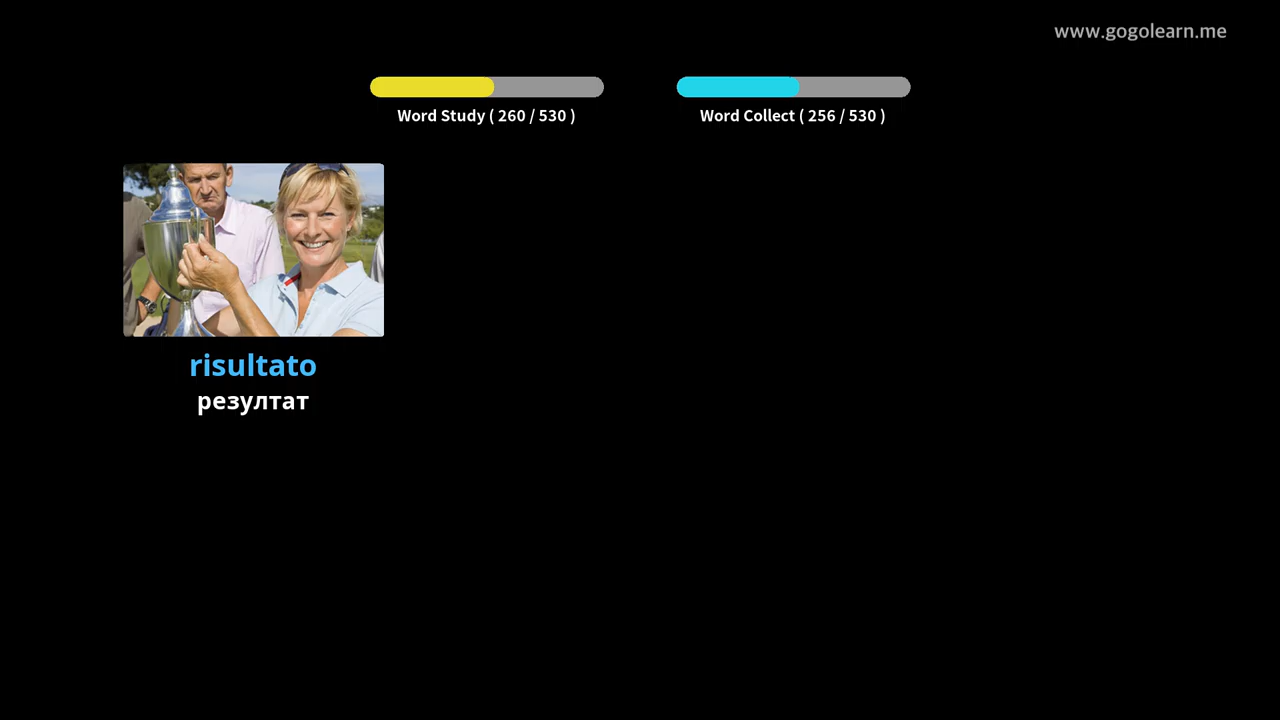 www.gogolearn.me
Word Study ( 260 / 530 )
Word Collect ( 256 / 530 )
risultato
резултат